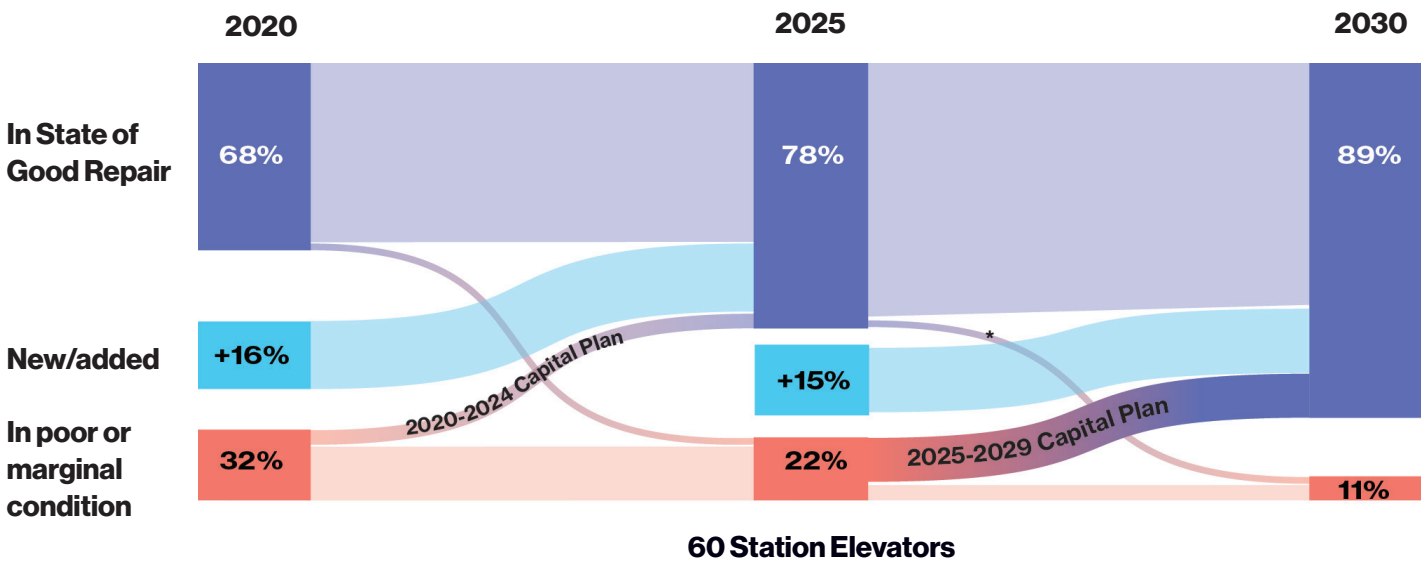 2020
2025
2030
In State of
Good Repair
68%
78%
89%
New/added
+16%
2020-2024 Capital Plan
*
+15%
In poor or
marginal
condition
32%
22%
2025-2029 Capital Plan
11%
60 Station Elevators